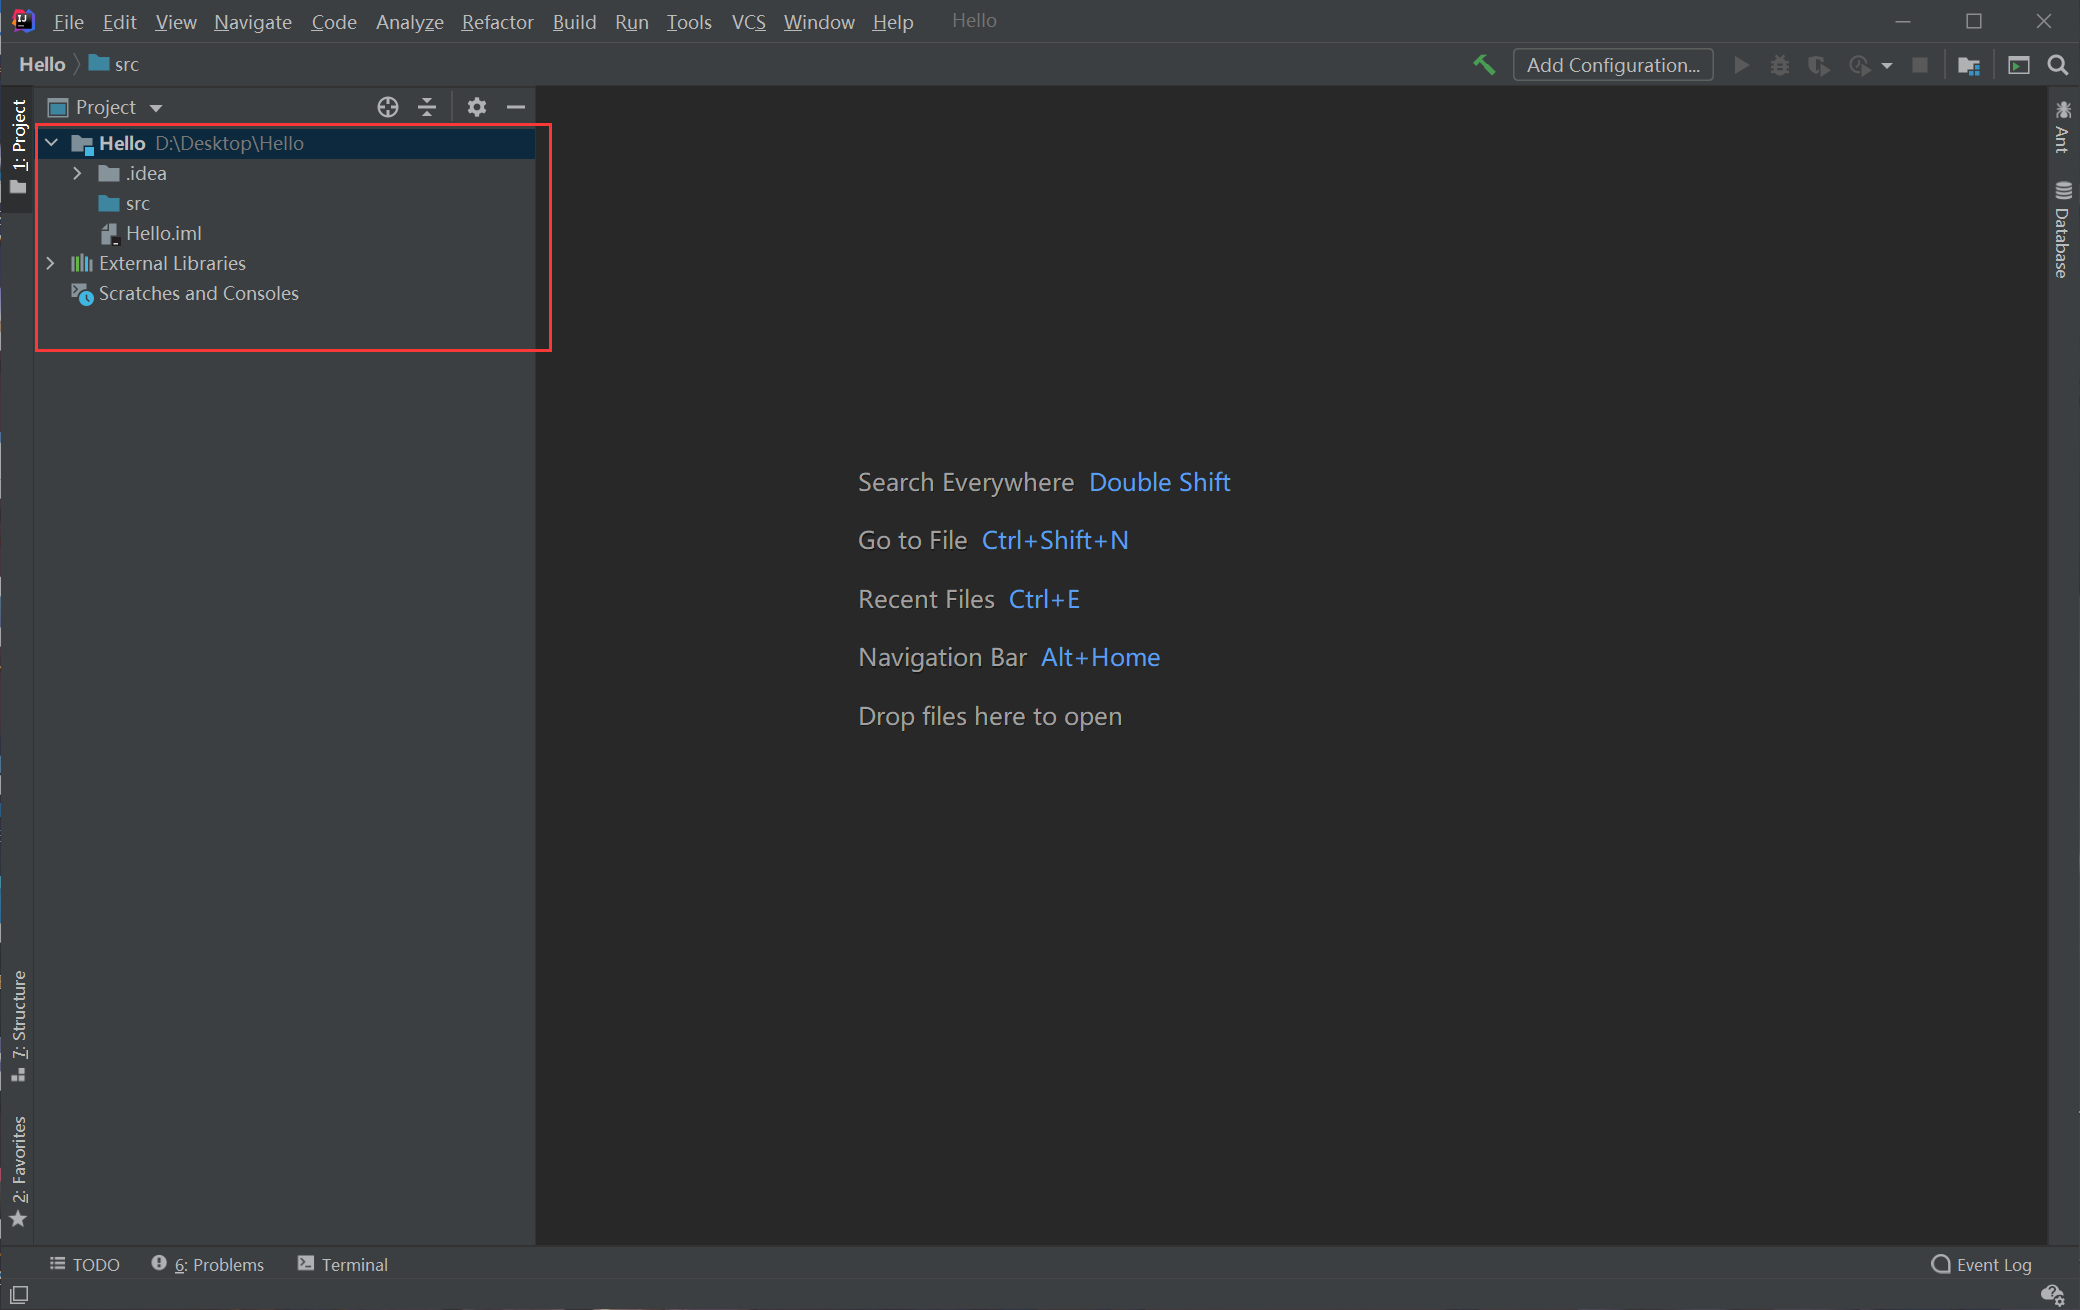 File Edit View Navigate Code Analyze Refactor Build Run Tools VCS Window Help Hello
Hello src Add Configuration...
Project
1: Project
Hello D:\Desktop\Hello
.idea
src
Hello.iml
External Libraries
Scratches and Consoles
Ant
Database
Search Everywhere Double Shift
Go to File Ctrl+Shift+N
Recent Files Ctrl+E
Navigation Bar Alt+Home
Drop files here to open
7: Structure
2: Favorites
TODO 6: Problems Terminal Event Log